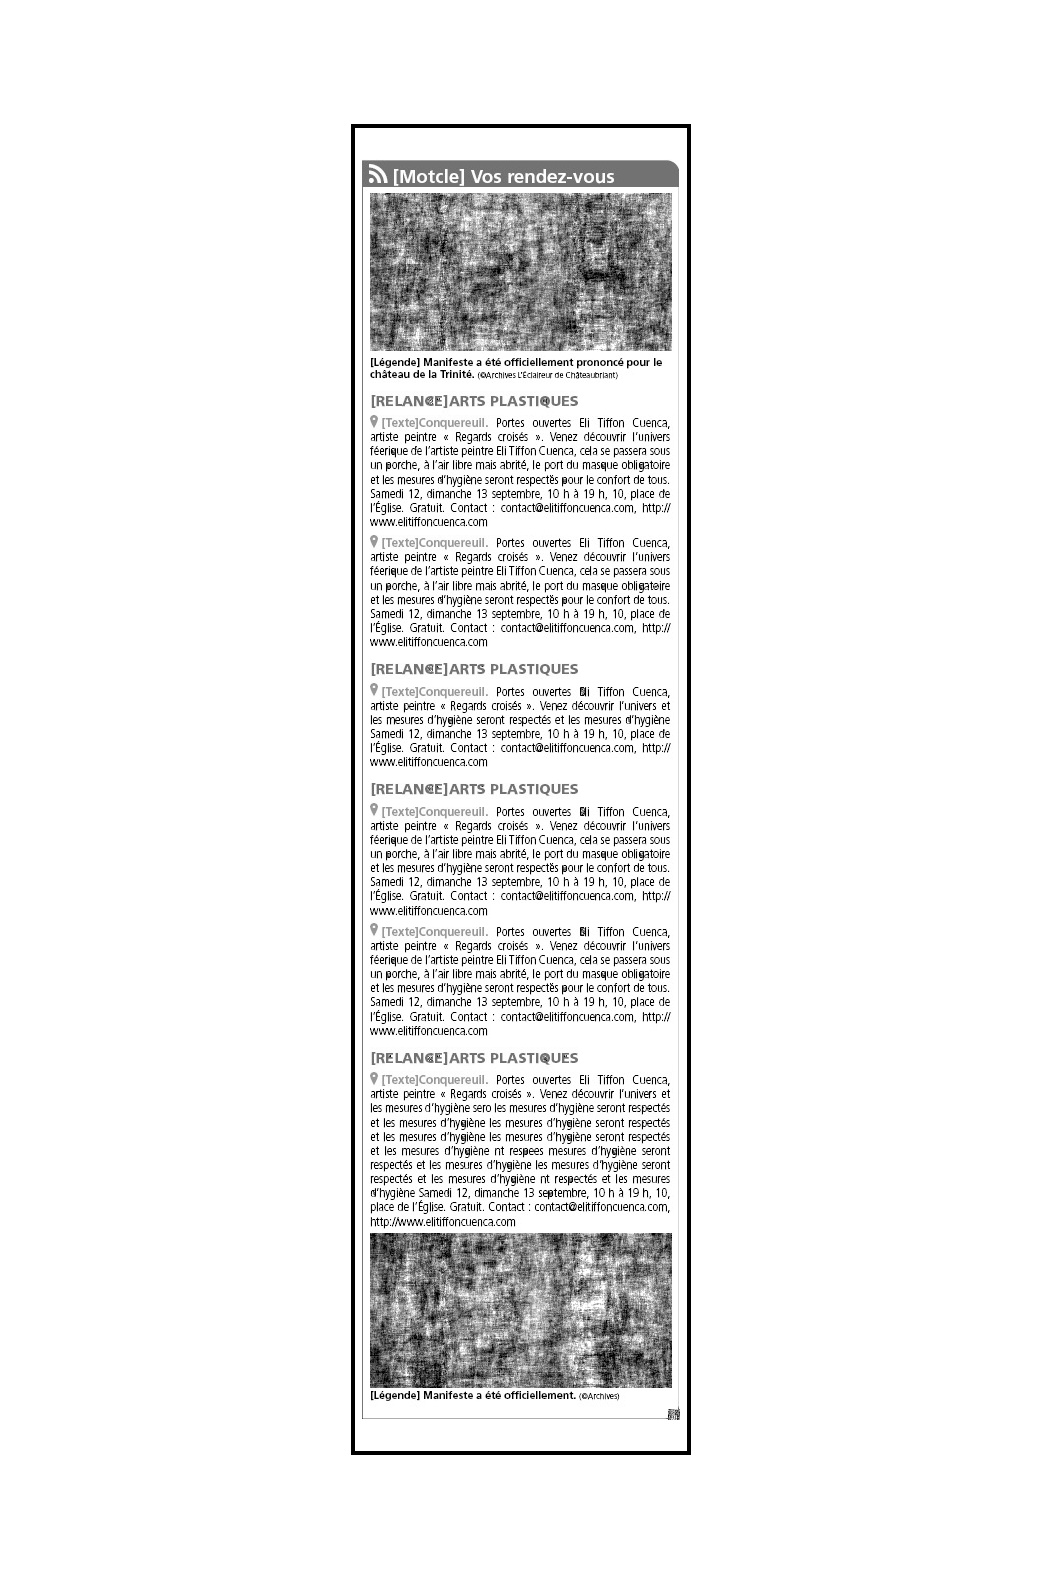 [Motcle] Vos rendez-vous
[Légende] Manifeste a été officiellement prononcé pour le
château de la Trinité. (©Archives L'Éclaireur de Châteaubriant)
[RELANCE]ARTS PLASTIQUES
[Texte]Conquereuil. Portes ouvertes Eli Tiffon Cuenca,
artiste peintre « Regards croisés ». Venez découvrir l'univers
féerique de l'artiste peintre Eli Tiffon Cuenca, cela se passera sous
un porche, à l'air libre mais abrité, le port du masque obligatoire
et les mesures d'hygiène seront respectés pour le confort de tous.
Samedi 12, dimanche 13 septembre, 10 h à 19 h, 10, place de
l'Église. Gratuit. Contact : contact@elitiffoncuenca.com, http://
www.elitiffoncuenca.com
[Texte]Conquereuil. Portes ouvertes Eli Tiffon Cuenca,
artiste peintre « Regards croisés ». Venez découvrir l'univers
féerique de l'artiste peintre Eli Tiffon Cuenca, cela se passera sous
un porche, à l'air libre mais abrité, le port du masque obligatoire
et les mesures d'hygiène seront respectés pour le confort de tous.
Samedi 12, dimanche 13 septembre, 10 h à 19 h, 10, place de
l'Église. Gratuit. Contact : contact@elitiffoncuenca.com, http://
www.elitiffoncuenca.com
[RELANCE]ARTS PLASTIQUES
[Texte]Conquereuil. Portes ouvertes Eli Tiffon Cuenca,
artiste peintre « Regards croisés ». Venez découvrir l'univers et
les mesures d'hygiène seront respectés et les mesures d'hygiène
Samedi 12, dimanche 13 septembre, 10 h à 19 h, 10, place de
l'Église. Gratuit. Contact : contact@elitiffoncuenca.com, http://
www.elitiffoncuenca.com
[RELANCE]ARTS PLASTIQUES
[Texte]Conquereuil. Portes ouvertes Eli Tiffon Cuenca,
artiste peintre « Regards croisés ». Venez découvrir l'univers
féerique de l'artiste peintre Eli Tiffon Cuenca, cela se passera sous
un porche, à l'air libre mais abrité, le port du masque obligatoire
et les mesures d'hygiène seront respectés pour le confort de tous.
Samedi 12, dimanche 13 septembre, 10 h à 19 h, 10, place de
l'Église. Gratuit. Contact : contact@elitiffoncuenca.com, http://
www.elitiffoncuenca.com
[Texte]Conquereuil. Portes ouvertes Eli Tiffon Cuenca,
artiste peintre « Regards croisés ». Venez découvrir l'univers
féerique de l'artiste peintre Eli Tiffon Cuenca, cela se passera sous
un porche, à l'air libre mais abrité, le port du masque obligatoire
et les mesures d'hygiène seront respectés pour le confort de tous.
Samedi 12, dimanche 13 septembre, 10 h à 19 h, 10, place de
l'Église. Gratuit. Contact : contact@elitiffoncuenca.com, http://
www.elitiffoncuenca.com
[RELANCE]ARTS PLASTIQUES
[Texte]Conquereuil. Portes ouvertes Eli Tiffon Cuenca,
artiste peintre « Regards croisés ». Venez découvrir l'univers et
les mesures d'hygiène sero les mesures d'hygiène seront respectés
et les mesures d'hygiène les mesures d'hygiène seront respectés
et les mesures d'hygiène les mesures d'hygiène seront respectés
et les mesures d'hygiène nt respees mesures d'hygiène seront
respectés et les mesures d'hygiène les mesures d'hygiène seront
respectés et les mesures d'hygiène nt respectés et les mesures
d'hygiène Samedi 12, dimanche 13 septembre, 10 h à 19 h, 10,
place de l'Église. Gratuit. Contact : contact@elitiffoncuenca.com,
http://www.elitiffoncuenca.com
[Légende] Manifeste a été officiellement. (©Archives)